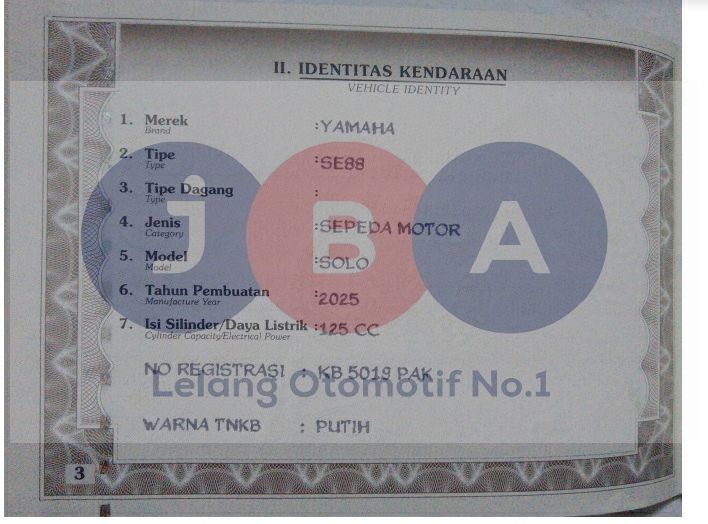 II. IDENTITAS KENDARAAN
VEHICLE IDENTITY
1. Merek :YAMAHA
Brand
2. Tipe :SE88
Type
3. Tipe Dagang :
Type
4. Jenis :SEPEDA MOTOR
Category
5. Model :SOLO
Model
6. Tahun Pembuatan :2025
Manufacture Year
7. Isi Silinder/Daya Listrik :125 CC
Cylinder Capacity/Electrical Power
NO REGISTRASI : KB 5019 PAK
WARNA TNKB : PUTIH
3
JBA
Lelang Otomotif No.1